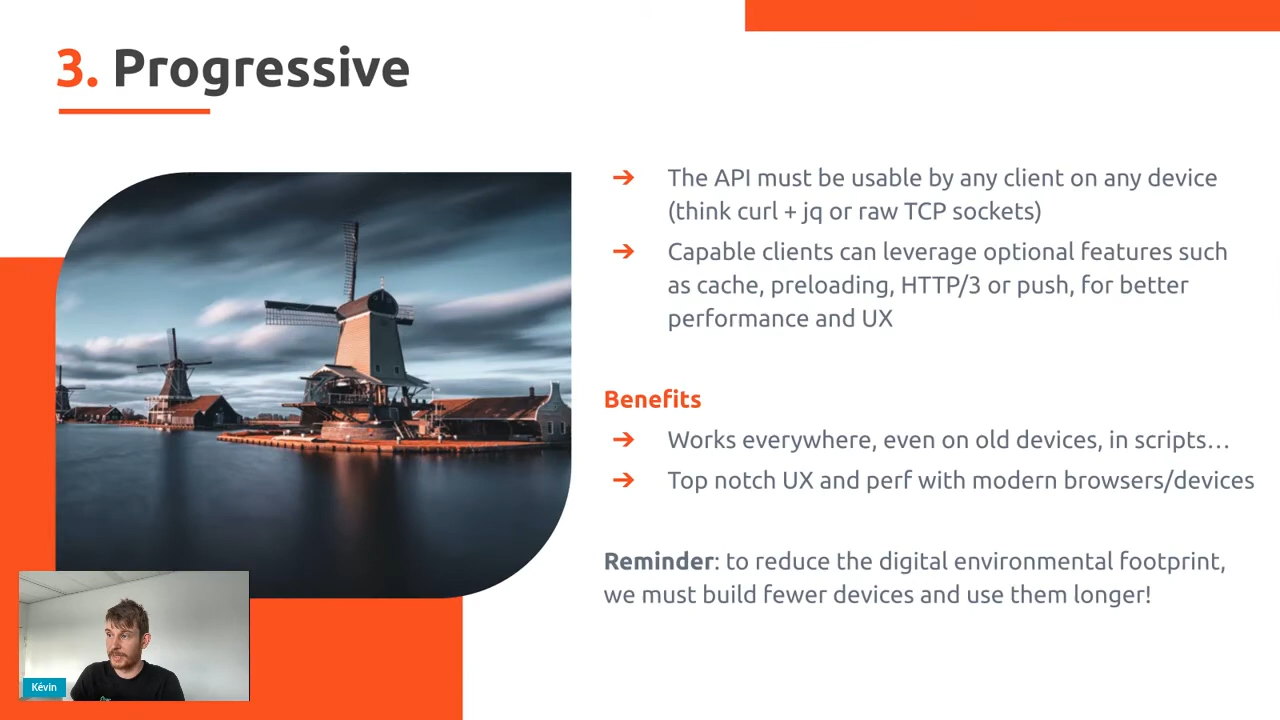 3. Progressive
➔ The API must be usable by any client on any device
(think curl + jq or raw TCP sockets)
➔ Capable clients can leverage optional features such
as cache, preloading, HTTP/3 or push, for better
performance and UX
Benefits
➔ Works everywhere, even on old devices, in scripts…
➔ Top notch UX and perf with modern browsers/devices
Reminder: to reduce the digital environmental footprint,
we must build fewer devices and use them longer!
Kévin